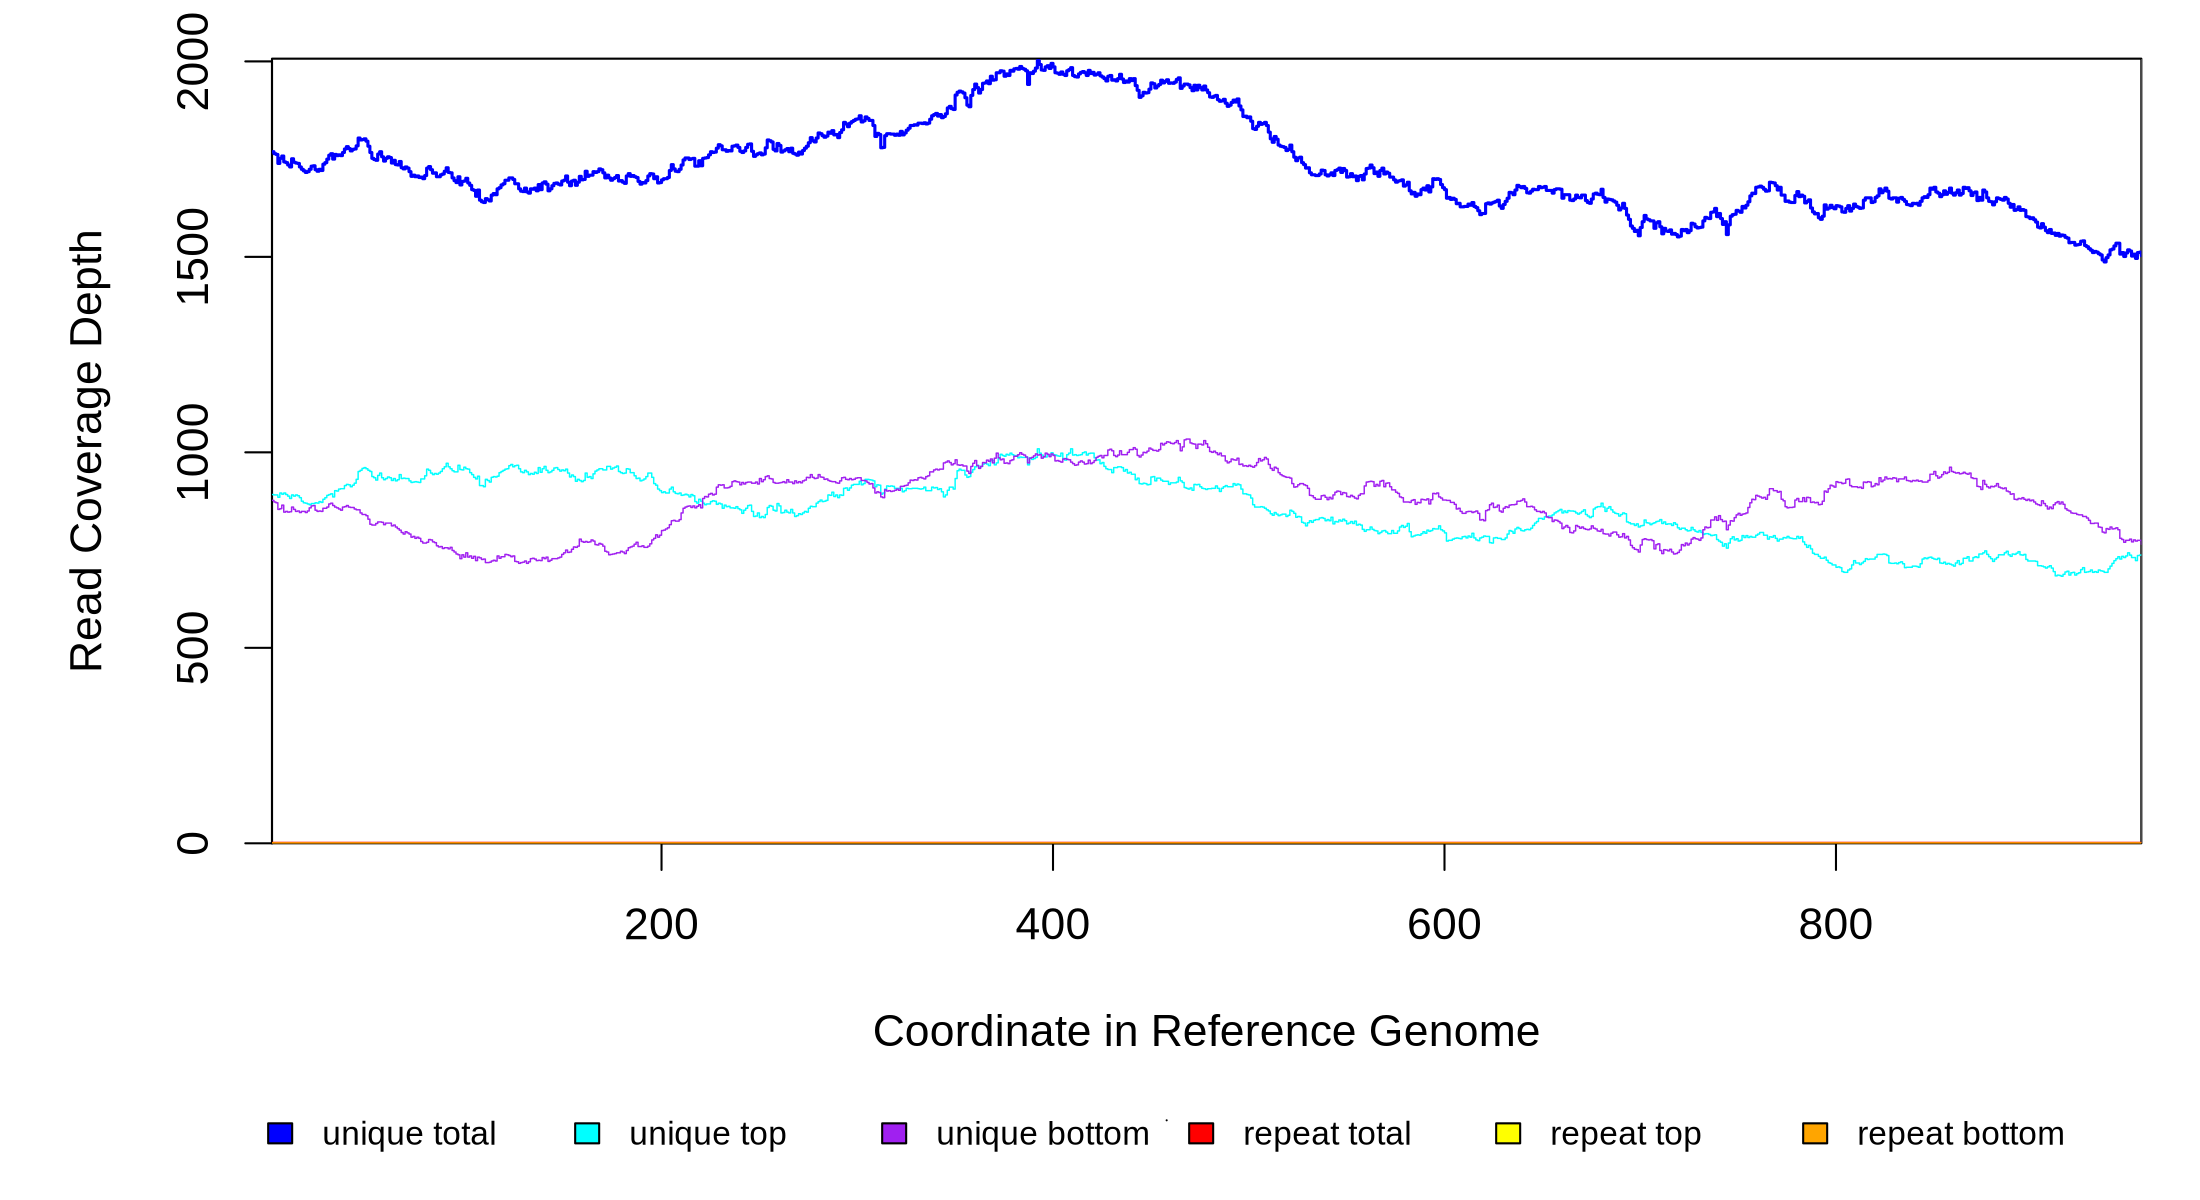 Read Coverage Depth
2000
1500
1000
500
0
200 400 600 800
Coordinate in Reference Genome
unique total unique top unique bottom repeat total repeat top repeat bottom